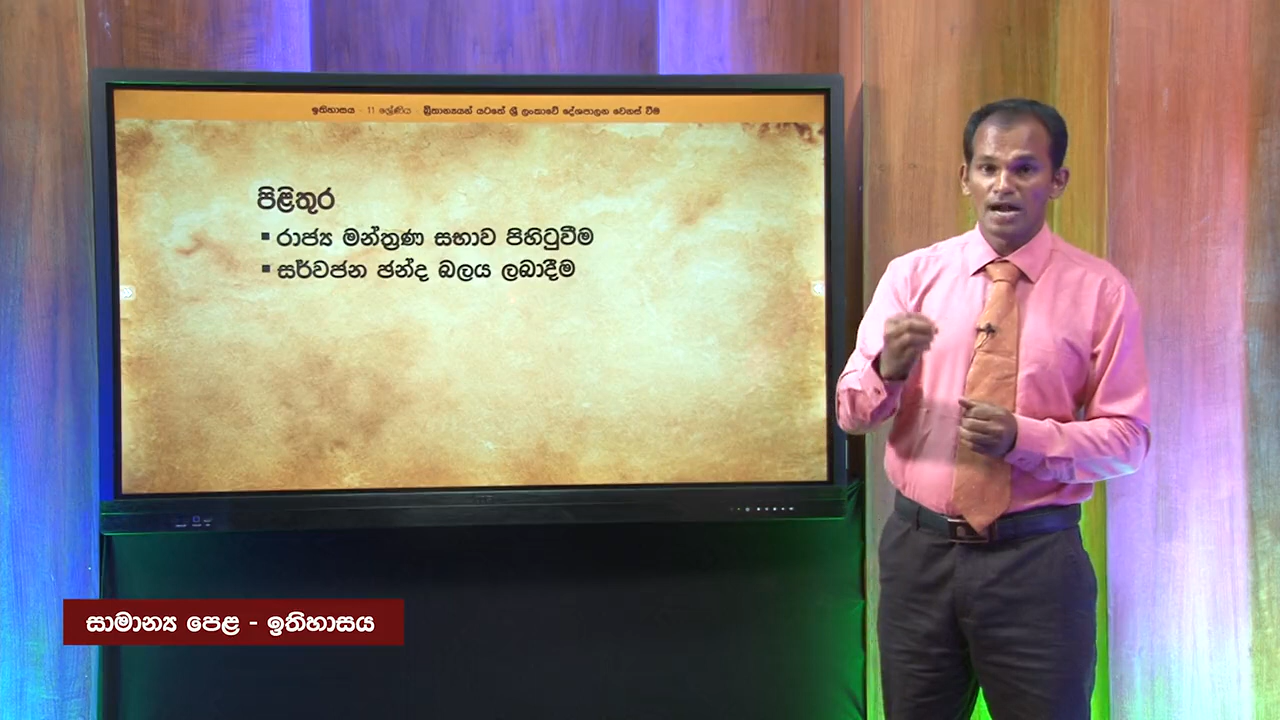 ඉතිහාසය - 11 ශ්‍රේණිය - බ්‍රිතාන්‍යයන් යටතේ ශ්‍රී ලංකාවේ දේශපාලන වෙනස් වීම
පිළිතුර
▪ රාජ්‍ය මන්ත්‍රණ සභාව පිහිටුවීම
▪ සර්වජන ඡන්ද බලය ලබාදීම
සාමාන්‍ය පෙළ - ඉතිහාසය